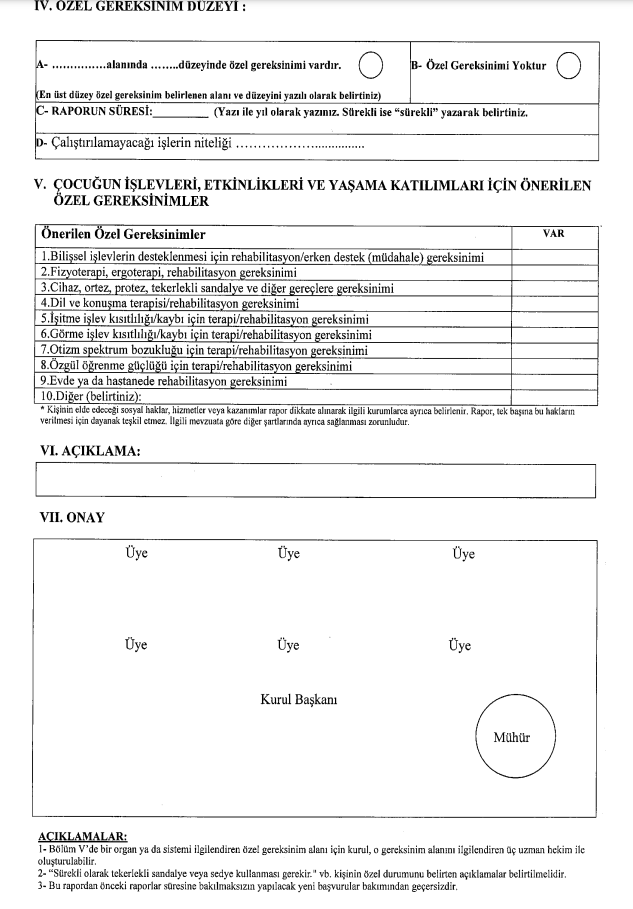 IV. ÖZEL GEREKSİNİM DÜZEYİ :
A- ……………alanında ……..düzeyinde özel gereksinimi vardır.
B- Özel Gereksinimi Yoktur
(En üst düzey özel gereksinim belirlenen alanı ve düzeyini yazılı olarak belirtiniz)
C- RAPORUN SÜRESİ:_________ (Yazı ile yıl olarak yazınız. Sürekli ise “sürekli” yazarak belirtiniz.
D- Çalıştırılamayacağı işlerin niteliği ………………...............
V. ÇOCUĞUN İŞLEVLERİ, ETKİNLİKLERİ VE YAŞAMA KATILIMLARI İÇİN ÖNERİLEN
ÖZEL GEREKSİNİMLER
Önerilen Özel Gereksinimler VAR
1.Bilişsel işlevlerin desteklenmesi için rehabilitasyon/erken destek (müdahale) gereksinimi
2.Fizyoterapi, ergoterapi, rehabilitasyon gereksinimi
3.Cihaz, ortez, protez, tekerlekli sandalye ve diğer gereçlere gereksinimi
4.Dil ve konuşma terapisi/rehabilitasyon gereksinimi
5.İşitme işlev kısıtlılığı/kaybı için terapi/rehabilitasyon gereksinimi
6.Görme işlev kısıtlılığı/kaybı için terapi/rehabilitasyon gereksinimi
7.Otizm spektrum bozukluğu için terapi/rehabilitasyon gereksinimi
8.Özgül öğrenme güçlüğü için terapi/rehabilitasyon gereksinimi
9.Evde ya da hastanede rehabilitasyon gereksinimi
10.Diğer (belirtiniz):
* Kişinin elde edeceği sosyal haklar, hizmetler veya kazanımlar rapor dikkate alınarak ilgili kurumlarca ayrıca belirlenir. Rapor, tek başına bu hakların
verilmesi için dayanak teşkil etmez. İlgili mevzuata göre diğer şartlarında ayrıca sağlanması zorunludur.
VI. AÇIKLAMA:
VII. ONAY
Üye Üye Üye
Üye Üye Üye
Kurul Başkanı
Mühür
AÇIKLAMALAR:
1- Bölüm V’de bir organ ya da sistemi ilgilendiren özel gereksinim alanı için kurul, o gereksinim alanını ilgilendiren üç uzman hekim ile
oluşturulabilir.
2- “Sürekli olarak tekerlekli sandalye veya sedye kullanması gerekir." vb. kişinin özel durumunu belirten açıklamalar belirtilmelidir.
3- Bu rapordan önceki raporlar süresine bakılmaksızın yapılacak yeni başvurular bakımından geçersizdir.